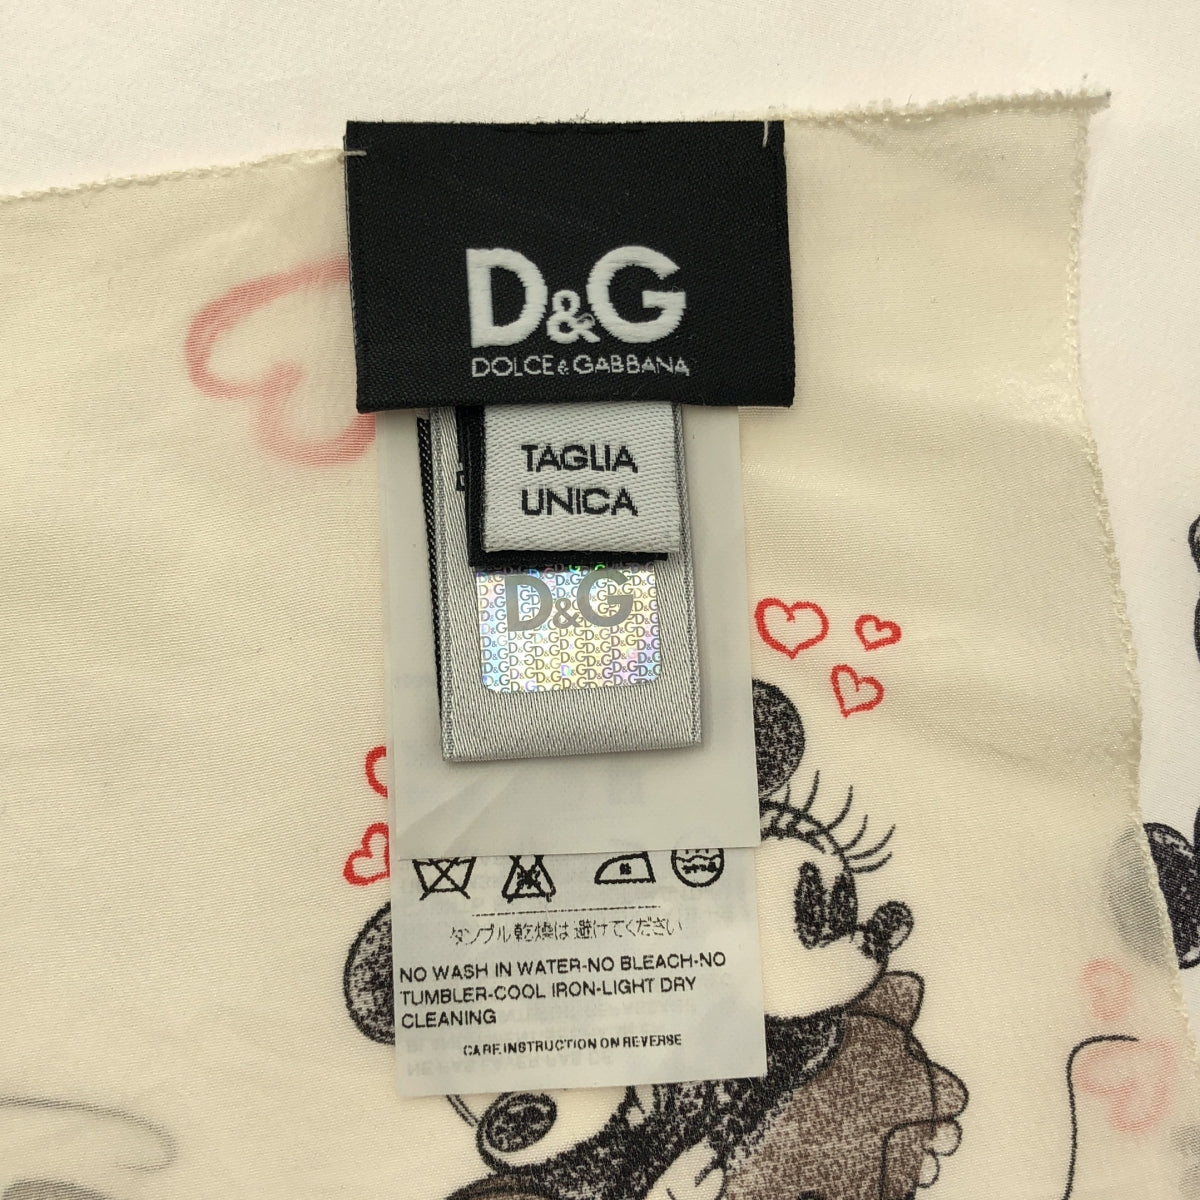 D&G
DOLCE & GABBANA
TAGLIA
UNICA
D&G
タンブル乾燥は避けてください
NO WASH IN WATER-NO BLEACH-NO
TUMBLER-COOL IRON-LIGHT DRY
CLEANING
CARE INSTRUCTION ON REVERSE